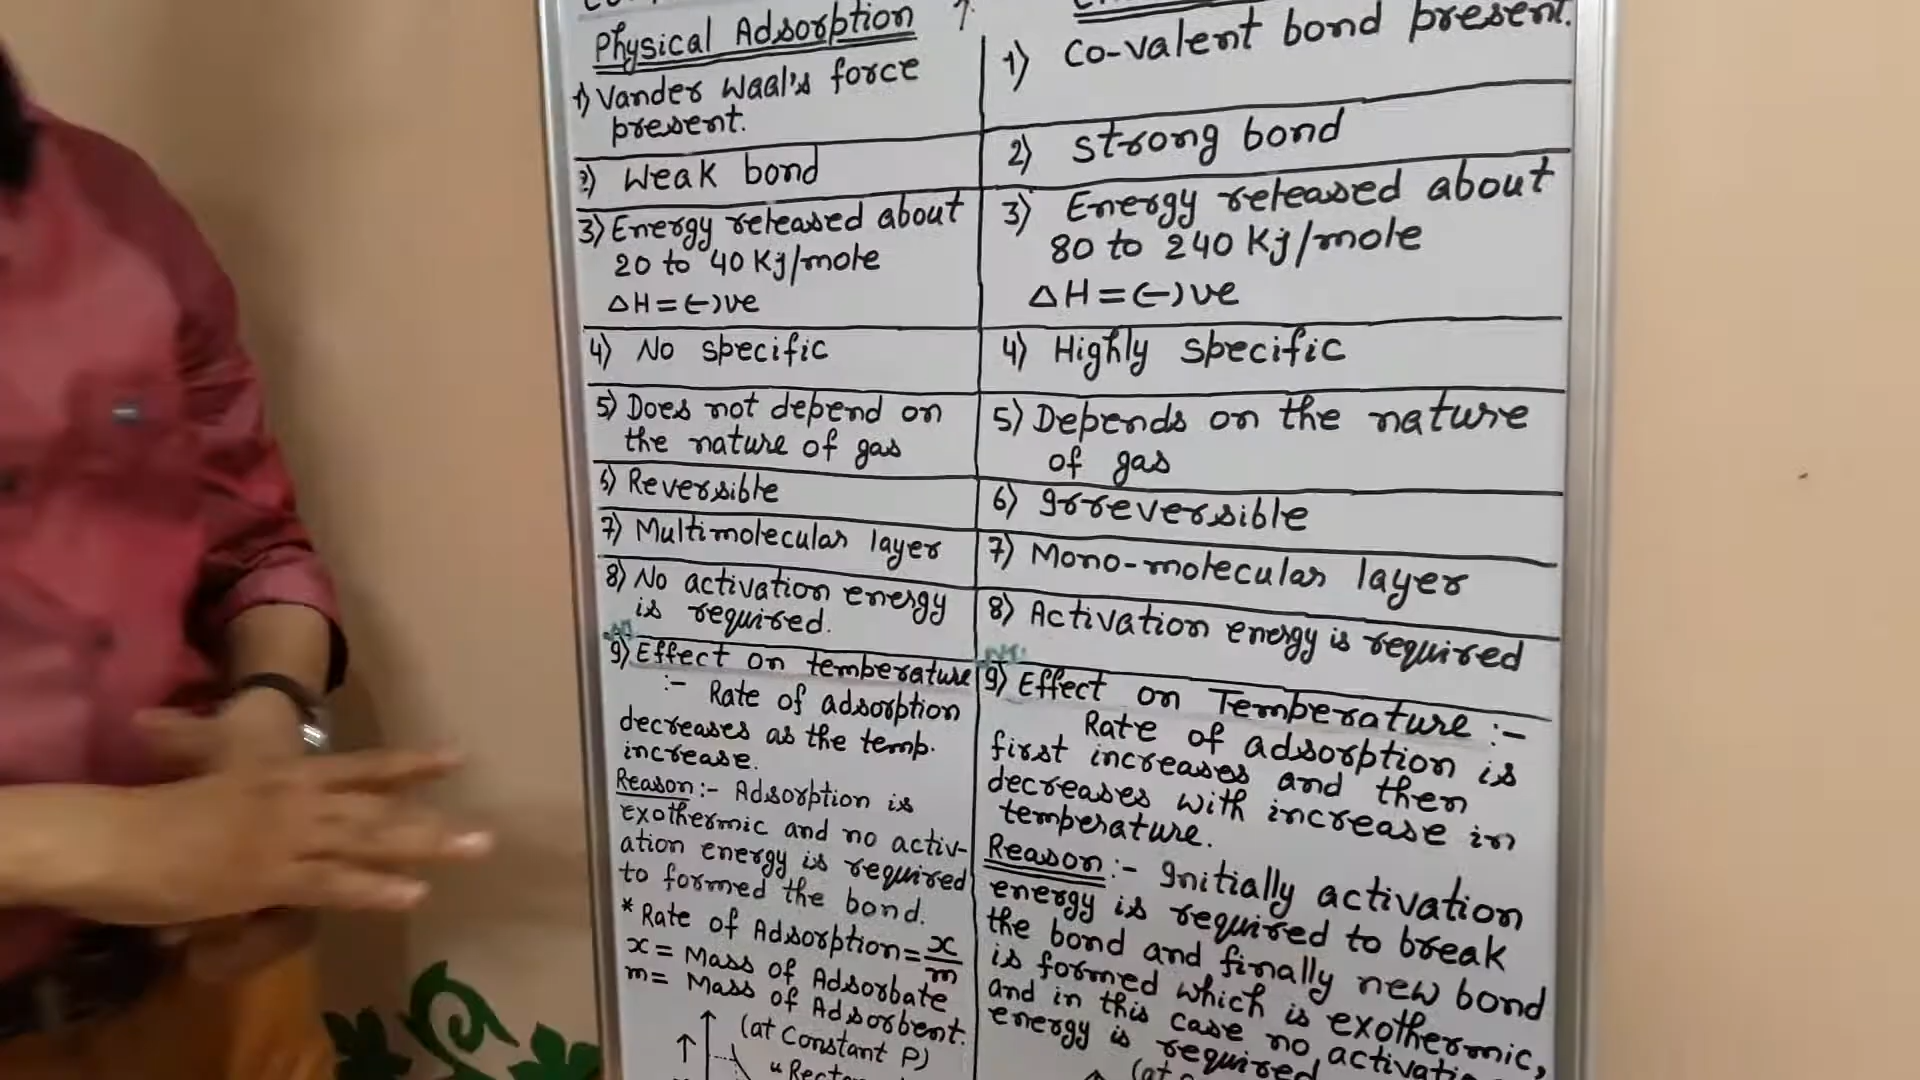 Physical Adsorption
1) Vander Waal's force
present.
2) Weak bond
3) Energy released about
20 to 40 Kj/mole
ΔH = (-)ve
4) No specific
5) Does not depend on
the nature of gas
6) Reversible
7) Multimolecular layer
8) No activation energy
is required.
9) Effect on temperature
:- Rate of adsorption
decreases as the temp.
increase.
Reason :- Adsorption is
exothermic and no activ-
ation energy is required
to formed the bond.
* Rate of Adsorption = x/m
x = Mass of Adsorbate
m = Mass of Adsorbent.
(at Constant P)
1) Co-valent bond present.
2) Strong bond
3) Energy released about
80 to 240 Kj/mole
ΔH = (-)ve
4) Highly specific
5) Depends on the nature
of gas
6) Irreversible
7) Mono-molecular layer
8) Activation energy is required
9) Effect on Temperature :-
Rate of adsorption is
first increases and then
decreases with increase in
temperature.
Reason :- Initially activation
energy is required to break
the bond and finally new bond
is formed which is exothermic,
and in this case no
energy is required
(at